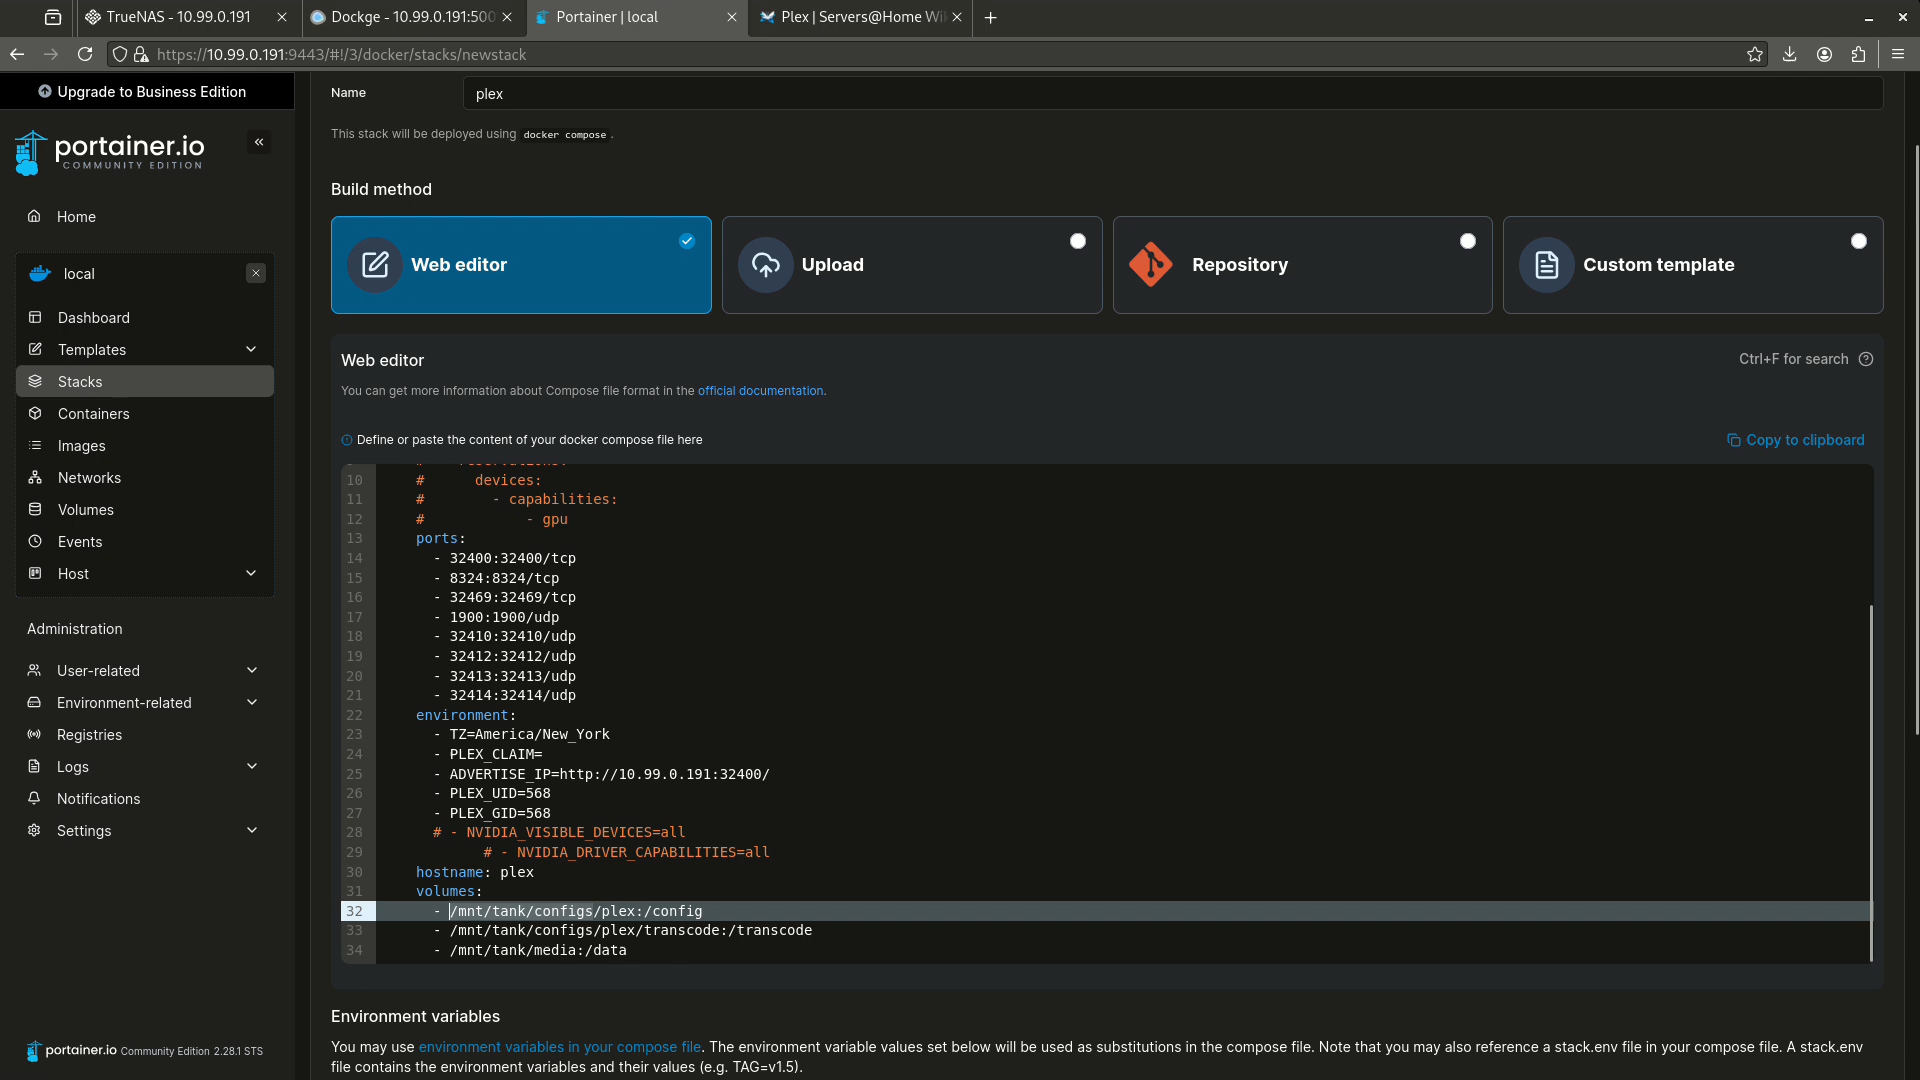 TrueNAS - 10.99.0.191
Dockge - 10.99.0.191:500
Portainer | local
Plex | Servers@Home Wi
https://10.99.0.191:9443/#!/3/docker/stacks/newstack
Upgrade to Business Edition
portainer.io
COMMUNITY EDITION
Home
local
Dashboard
Templates
Stacks
Containers
Images
Networks
Volumes
Events
Host
Administration
User-related
Environment-related
Registries
Logs
Notifications
Settings
portainer.io Community Edition 2.28.1 STS
Name
plex
This stack will be deployed using docker compose .
Build method
Web editor
Upload
Repository
Custom template
Web editor
Ctrl+F for search
You can get more information about Compose file format in the official documentation.
Define or paste the content of your docker compose file here
Copy to clipboard
10 # devices:
11 # - capabilities:
12 # - gpu
13 ports:
14 - 32400:32400/tcp
15 - 8324:8324/tcp
16 - 32469:32469/tcp
17 - 1900:1900/udp
18 - 32410:32410/udp
19 - 32412:32412/udp
20 - 32413:32413/udp
21 - 32414:32414/udp
22 environment:
23 - TZ=America/New_York
24 - PLEX_CLAIM=
25 - ADVERTISE_IP=http://10.99.0.191:32400/
26 - PLEX_UID=568
27 - PLEX_GID=568
28 # - NVIDIA_VISIBLE_DEVICES=all
29 # - NVIDIA_DRIVER_CAPABILITIES=all
30 hostname: plex
31 volumes:
32 - /mnt/tank/configs/plex:/config
33 - /mnt/tank/configs/plex/transcode:/transcode
34 - /mnt/tank/media:/data
Environment variables
You may use environment variables in your compose file. The environment variable values set below will be used as substitutions in the compose file. Note that you may also reference a stack.env file in your compose file. A stack.env
file contains the environment variables and their values (e.g. TAG=v1.5).